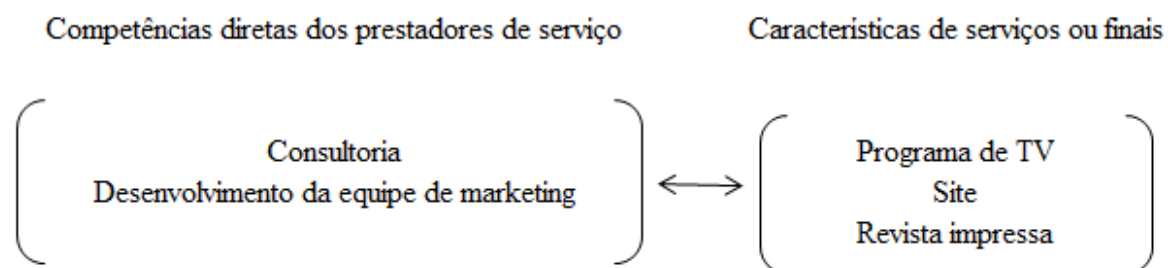 Competências diretas dos prestadores de serviço
Características de serviços ou finais
Consultoria
Desenvolvimento da equipe de marketing
Programa de TV
Site
Revista impressa